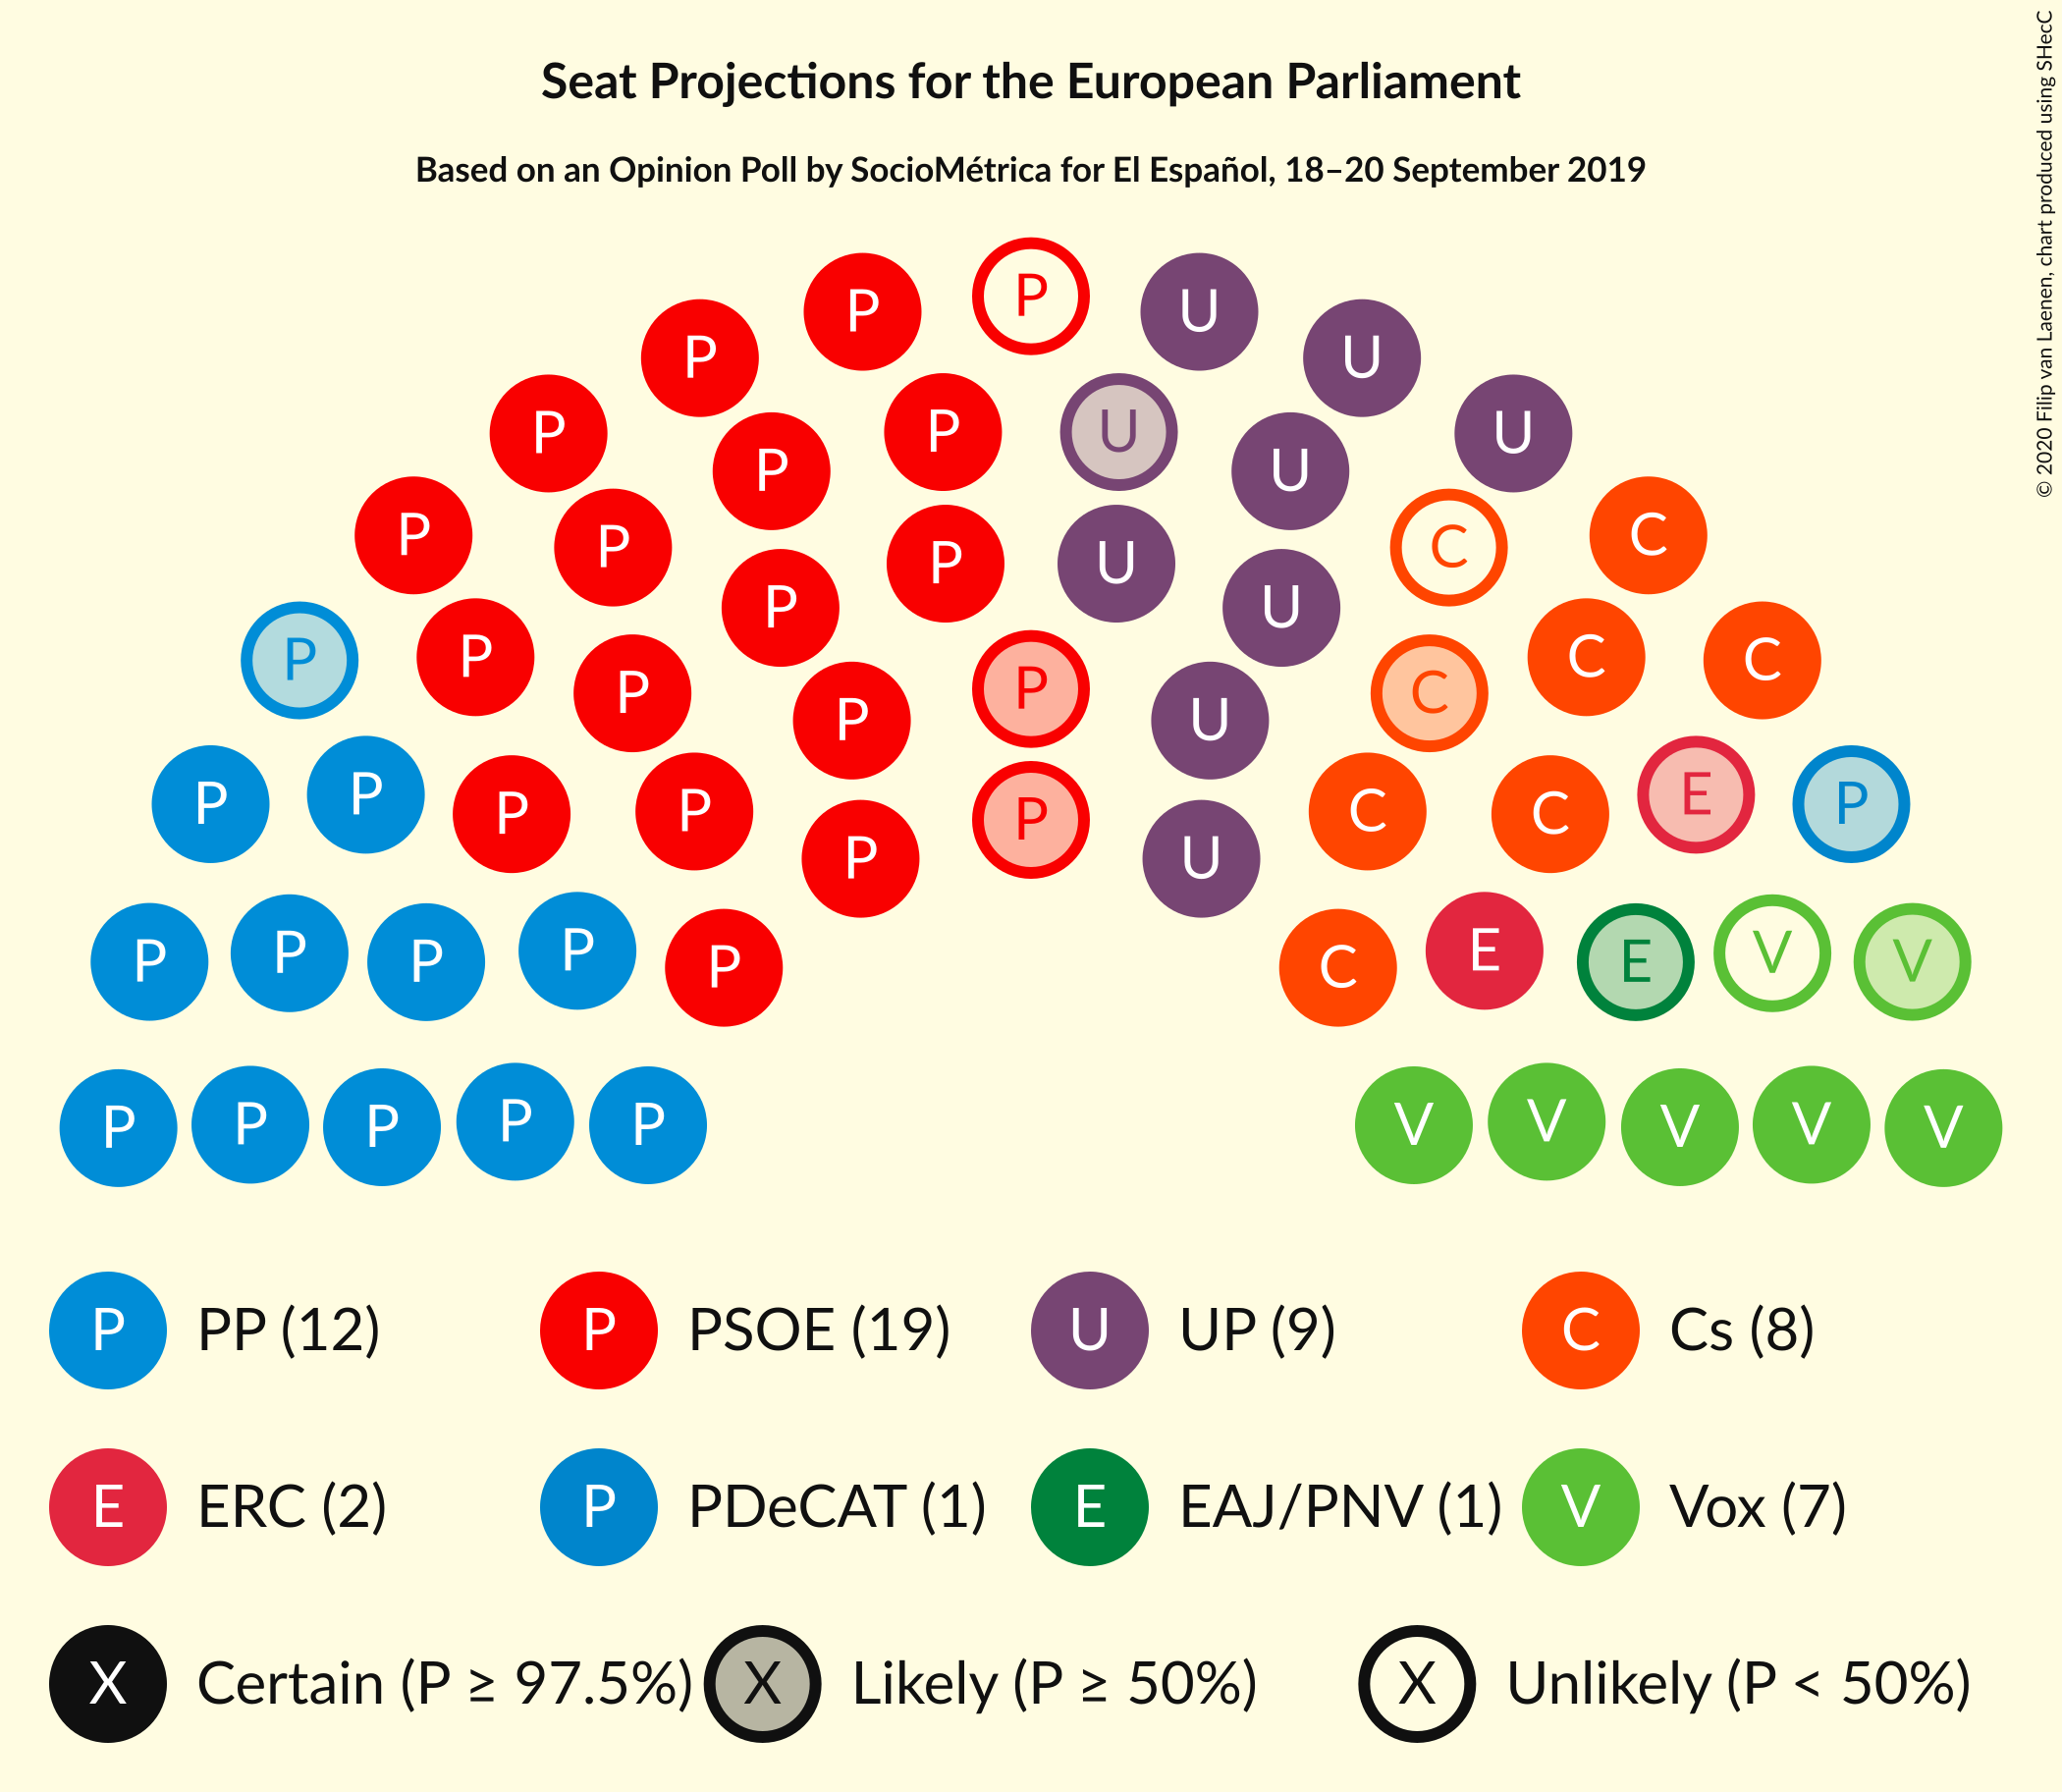 Seat Projections for the European Parliament
Based on an Opinion Poll by SocioMétrica for El Español, 18–20 September 2019
© 2020 Filip van Laenen, chart produced using SHecC
P
P U
P U
P P U U
P U
P P C C
P U
P U
P P C C
P P C
P U
P P P P P C C E P
P U
P P P P P C E E V V
P P P P P V V V V V
P PP (12) P PSOE (19) U UP (9) C Cs (8)
E ERC (2) P PDeCAT (1) E EAJ/PNV (1) V Vox (7)
X Certain (P ≥ 97.5%) X Likely (P ≥ 50%) X Unlikely (P < 50%)